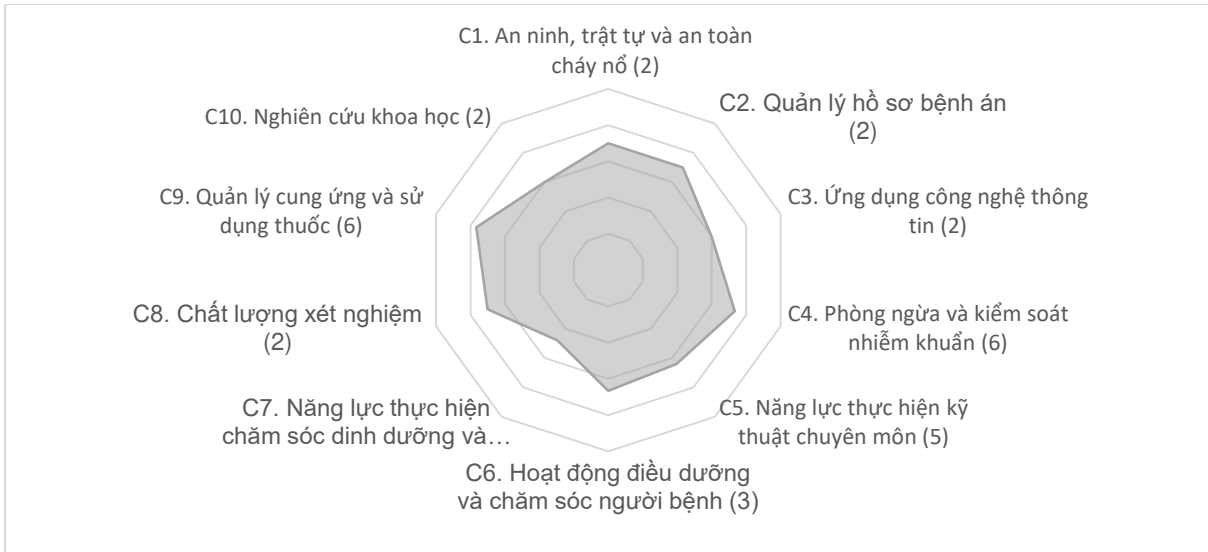 C1. An ninh, trật tự và an toàn
cháy nổ (2)
C2. Quản lý hồ sơ bệnh án
(2)
C3. Ứng dụng công nghệ thông
tin (2)
C4. Phòng ngừa và kiểm soát
nhiễm khuẩn (6)
C5. Năng lực thực hiện kỹ
thuật chuyên môn (5)
C6. Hoạt động điều dưỡng
và chăm sóc người bệnh (3)
C7. Năng lực thực hiện
chăm sóc dinh dưỡng và…
C8. Chất lượng xét nghiệm
(2)
C9. Quản lý cung ứng và sử
dụng thuốc (6)
C10. Nghiên cứu khoa học (2)